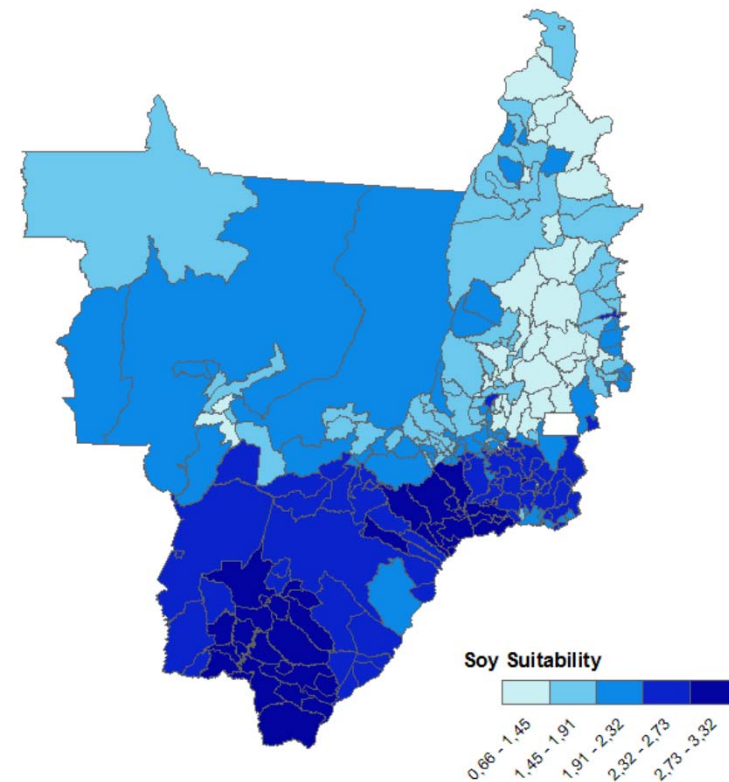 Soy Suitability
0,66 - 1,45
1,45 - 1,91
1,91 - 2,32
2,32 - 2,73
2,73 - 3,32